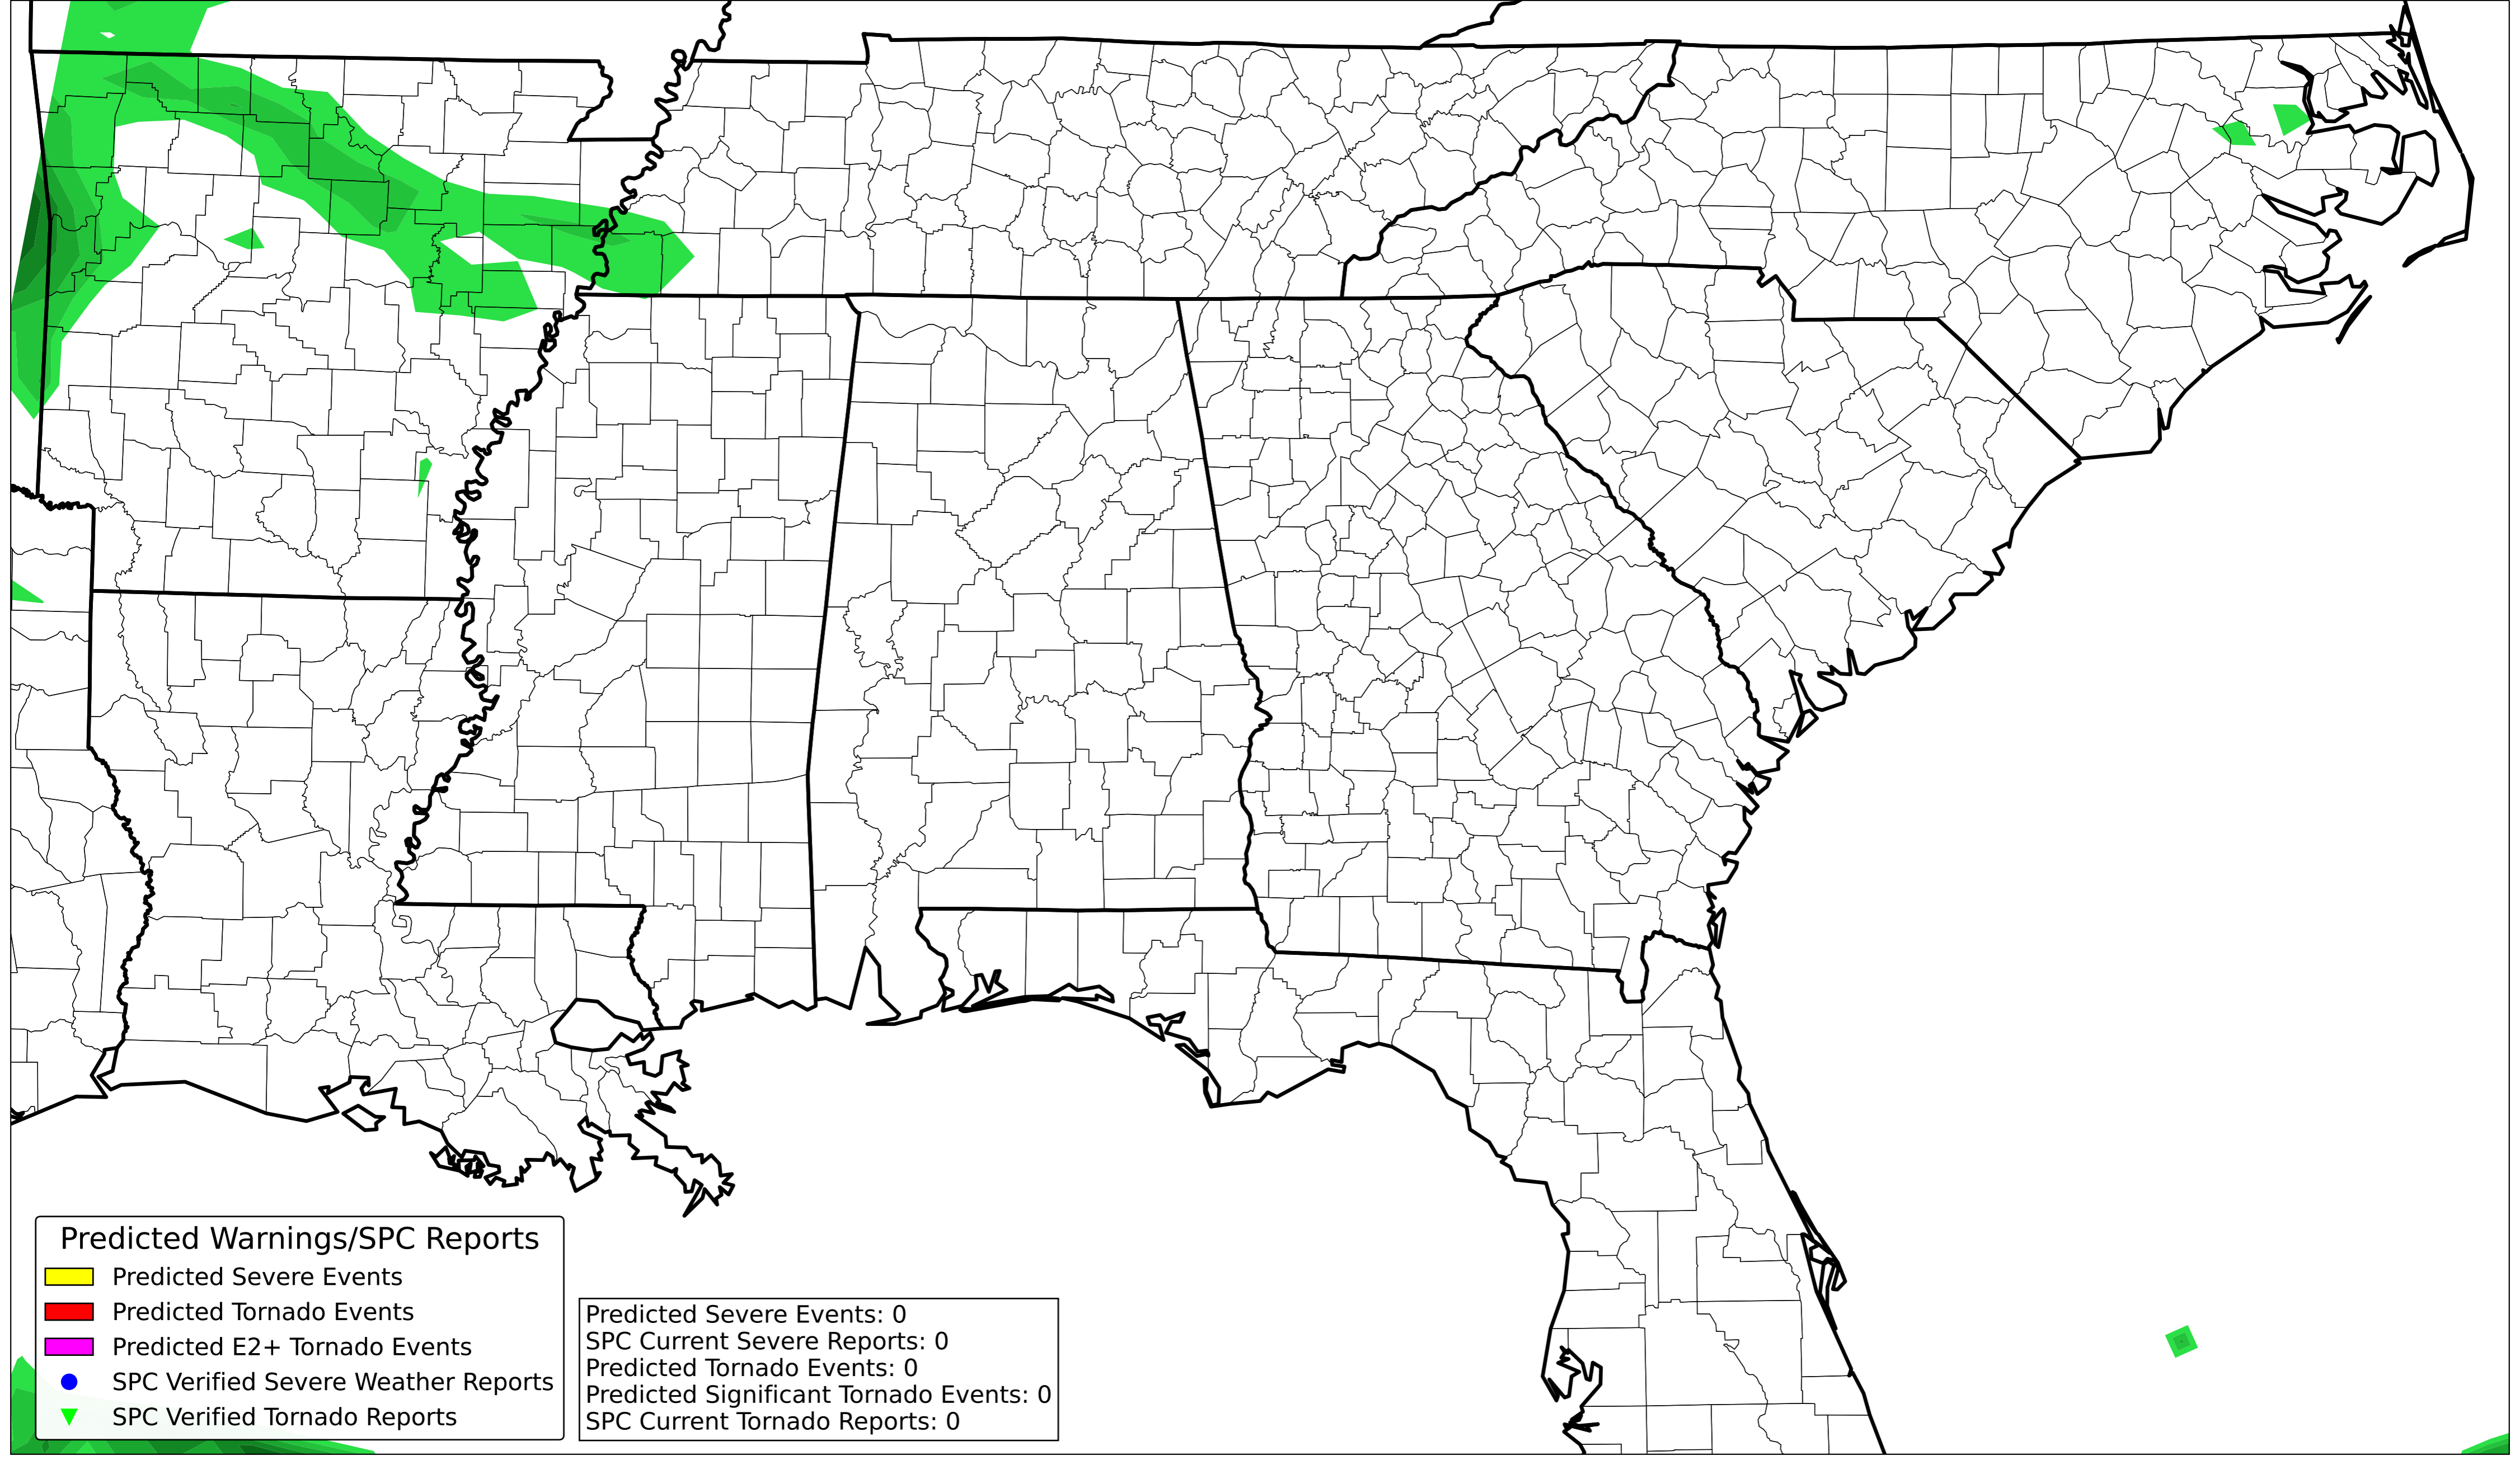 Predicted Warnings/SPC Reports
Predicted Severe Events
Predicted Tornado Events
Predicted E2+ Tornado Events
SPC Verified Severe Weather Reports
SPC Verified Tornado Reports
Predicted Severe Events: 0
SPC Current Severe Reports: 0
Predicted Tornado Events: 0
Predicted Significant Tornado Events: 0
SPC Current Tornado Reports: 0